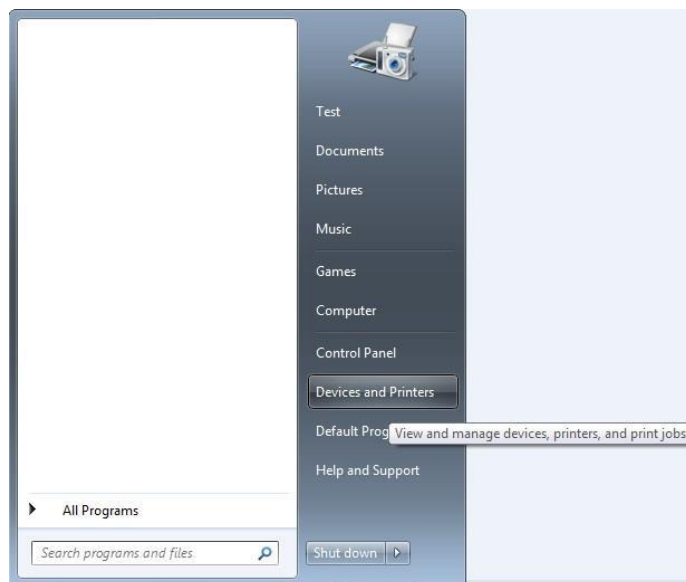 Test
Documents
Pictures
Music
Games
Computer
Control Panel
Devices and Printers
Default Prog
View and manage devices, printers, and print jobs
Help and Support
All Programs
Search programs and files
Shut down